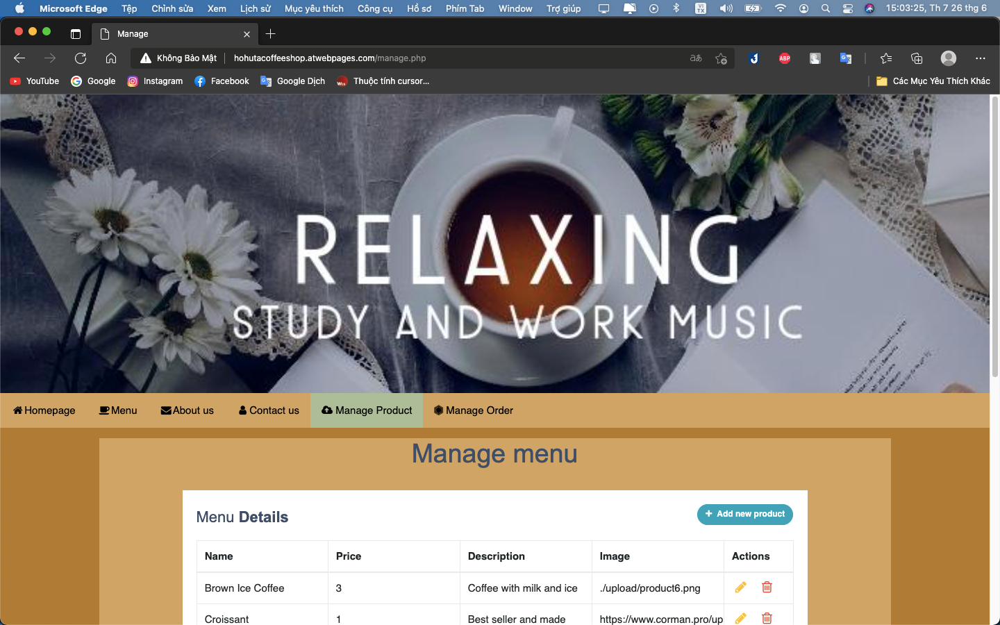 Microsoft Edge Tệp Chỉnh sửa Xem Lịch sử Mục yêu thích Công cụ Hồ sơ Phím Tab Window Trợ giúp VI TX 15:03:25, Th 7 26 thg 6
Manage
Không Bảo Mật hohutacoffeeshop.atwebpages.com/manage.php aあ ABP
YouTube Google Instagram Facebook Google Dịch Thuộc tính cursor... Các Mục Yêu Thích Khác
RELAXING
STUDY AND WORK MUSIC
Homepage Menu About us Contact us Manage Product Manage Order
Manage menu
Menu Details + Add new product
Name Price Description Image Actions
Brown Ice Coffee 3 Coffee with milk and ice ./upload/product6.png
Croissant 1 Best seller and made https://www.corman.pro/up